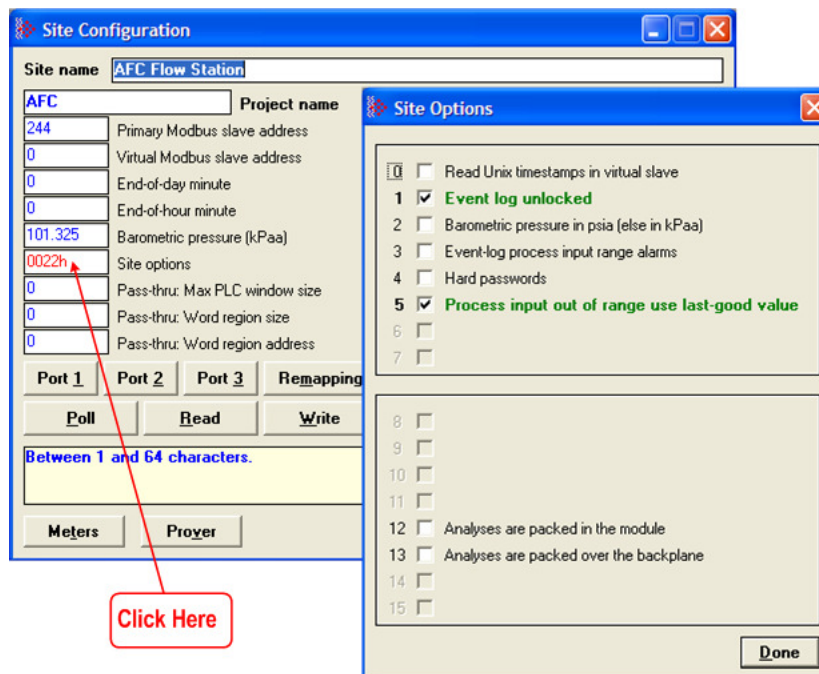 Site Configuration
Site name AFC Flow Station
AFC Project name
244 Primary Modbus slave address
0 Virtual Modbus slave address
0 End-of-day minute
0 End-of-hour minute
101.325 Barometric pressure (kPaa)
0022h Site options
0 Pass-thru: Max PLC window size
0 Pass-thru: Word region size
0 Pass-thru: Word region address
Port 1 Port 2 Port 3 Remapping
Poll Read Write
Between 1 and 64 characters.
Meters Prover
Click Here
Site Options
0 Read Unix timestamps in virtual slave
1 Event log unlocked
2 Barometric pressure in psia (else in kPaa)
3 Event-log process input range alarms
4 Hard passwords
5 Process input out of range use last-good value
6
7
8
9
10
11
12 Analyses are packed in the module
13 Analyses are packed over the backplane
14
15
Done